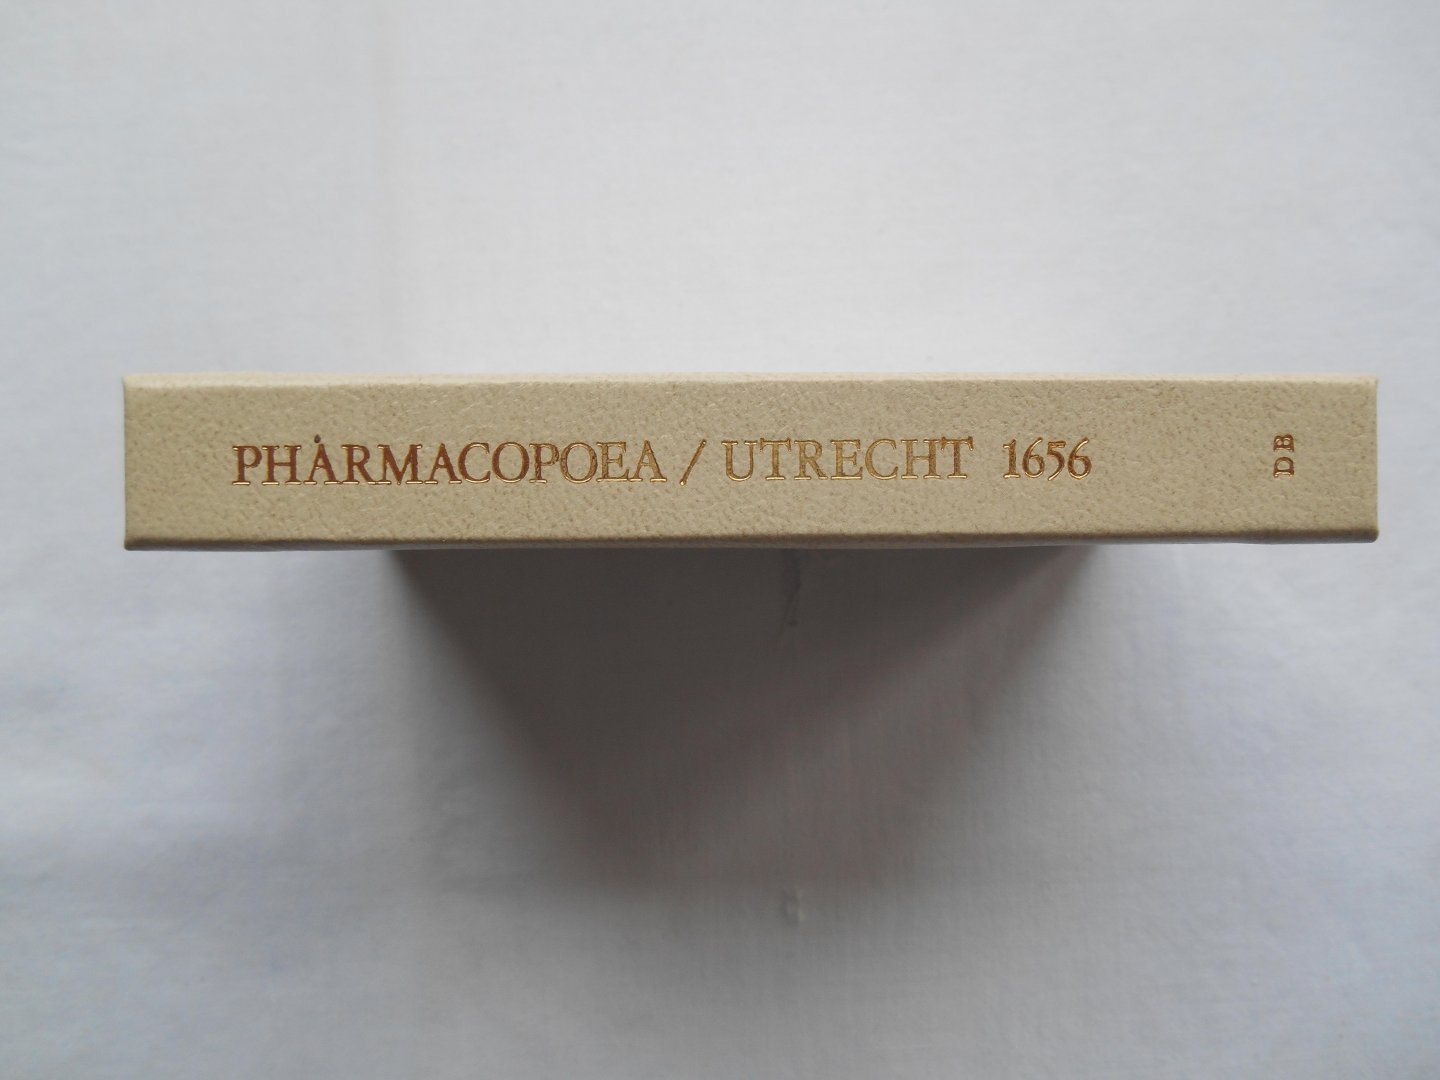 PHARMACOPOEA / UTRECHT 1656
DB